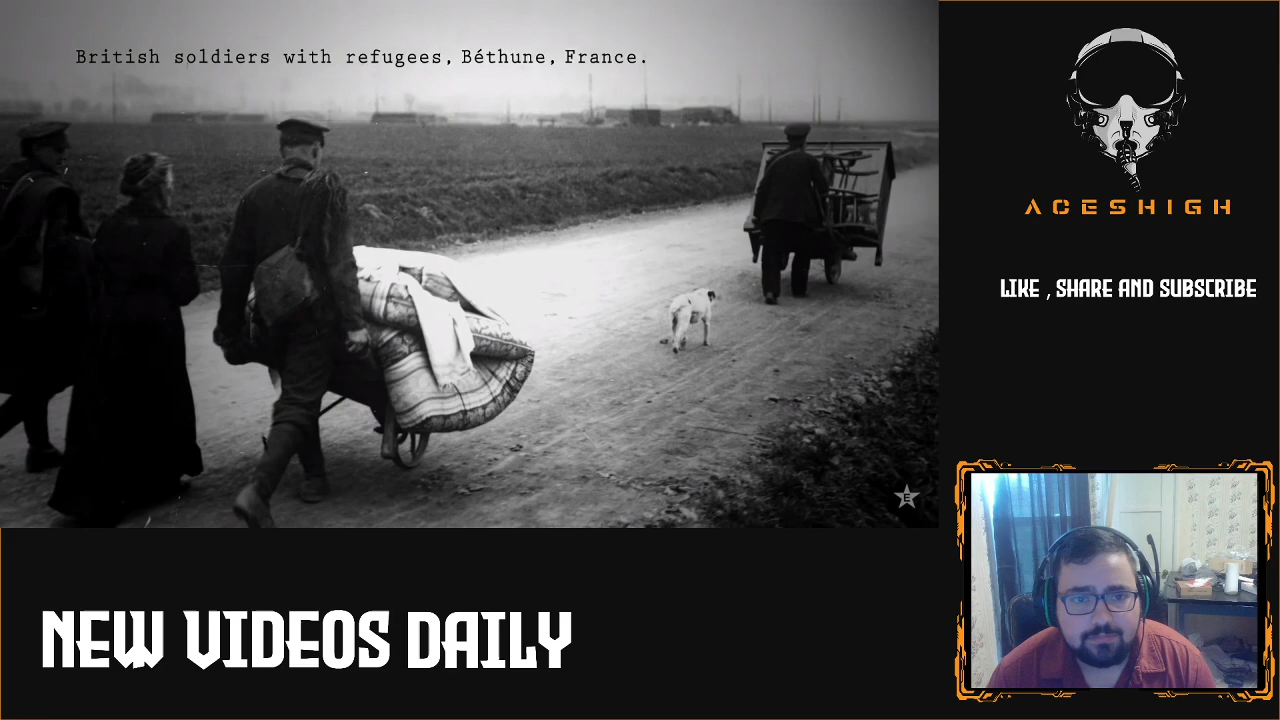 British soldiers with refugees, Béthune, France.
ACESHIGH
LIKE , SHARE AND SUBSCRIBE
E
NEW VIDEOS DAILY